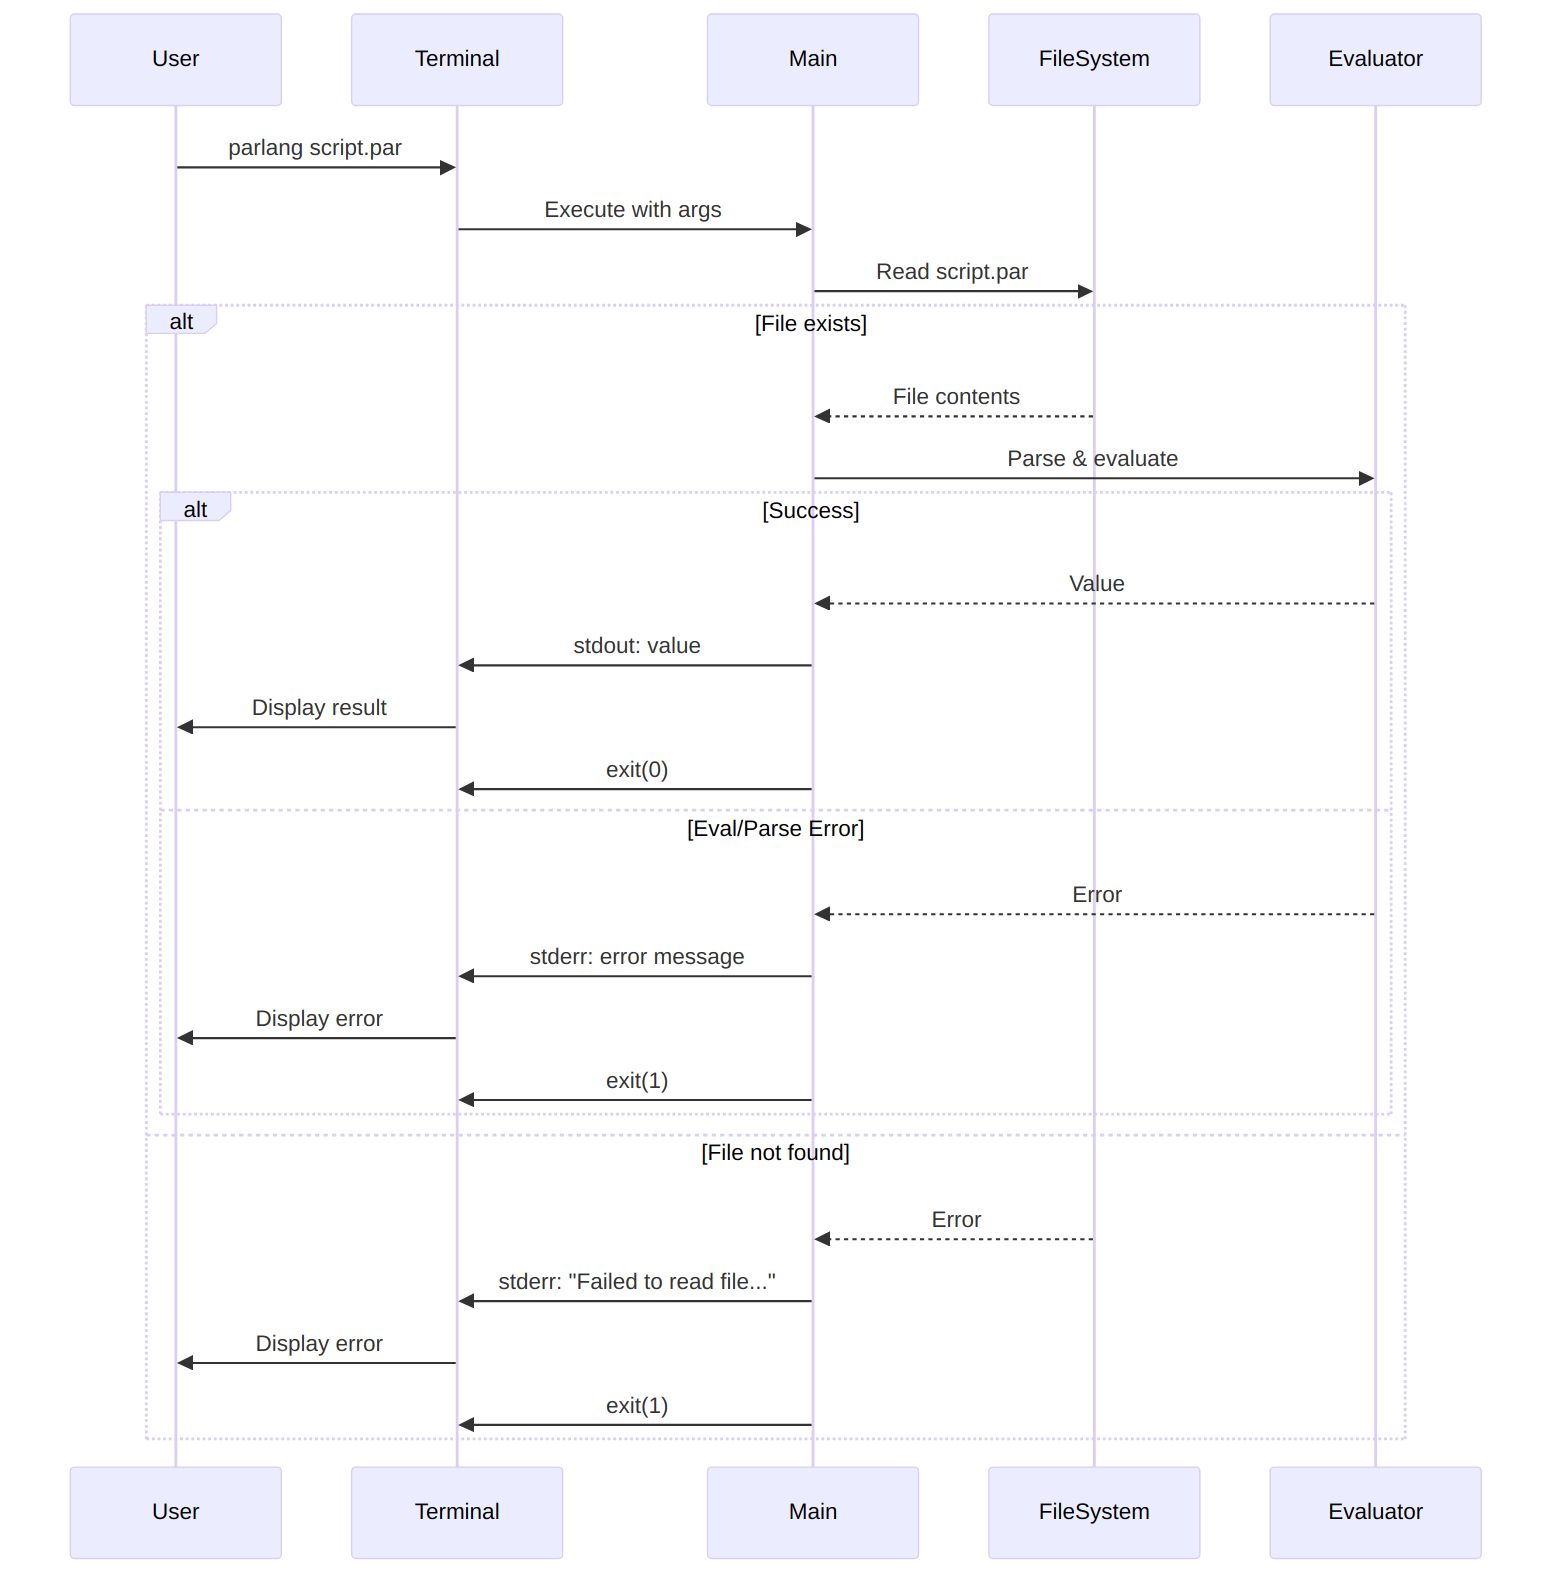 User
Terminal
Main
FileSystem
Evaluator
parlang script.par
Execute with args
Read script.par
alt
[File exists]
File contents
Parse & evaluate
alt
[Success]
Value
stdout: value
Display result
exit(0)
[Eval/Parse Error]
Error
stderr: error message
Display error
exit(1)
[File not found]
Error
stderr: "Failed to read file..."
Display error
exit(1)
User
Terminal
Main
FileSystem
Evaluator